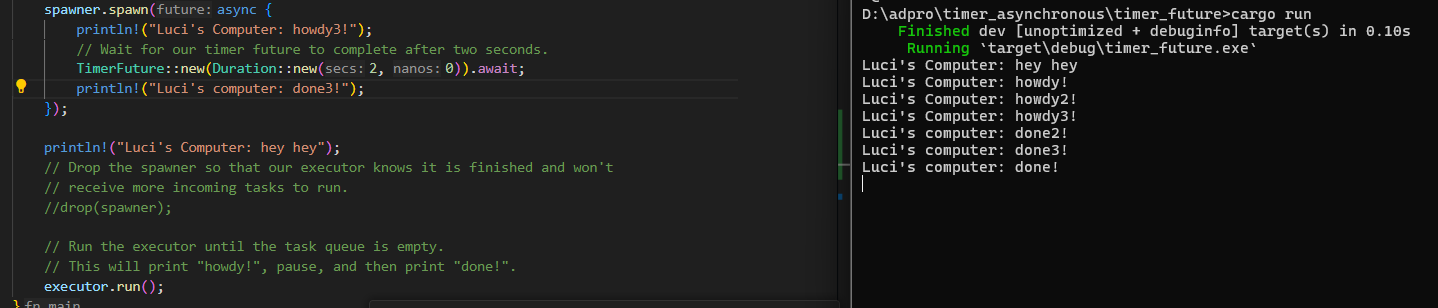 spawner.spawn(future: async {
println!("Luci's Computer: howdy3!");
// Wait for our timer future to complete after two seconds.
TimerFuture::new(Duration::new(secs: 2, nanos: 0)).await;
println!("Luci's computer: done3!");
});
println!("Luci's Computer: hey hey");
// Drop the spawner so that our executor knows it is finished and won't
// receive more incoming tasks to run.
//drop(spawner);
// Run the executor until the task queue is empty.
// This will print "howdy!", pause, and then print "done!".
executor.run();
} fn main
D:\adpro\timer_asynchronous\timer_future>cargo run
Finished dev [unoptimized + debuginfo] target(s) in 0.10s
Running `target\debug\timer_future.exe`
Luci's Computer: hey hey
Luci's Computer: howdy!
Luci's Computer: howdy2!
Luci's Computer: howdy3!
Luci's computer: done2!
Luci's computer: done3!
Luci's computer: done!